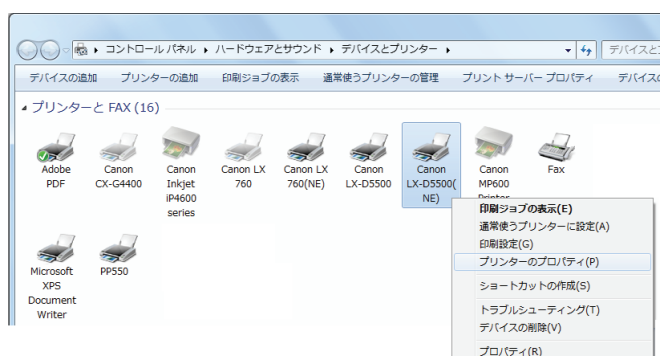 コントロール パネル ▸ ハードウェアとサウンド ▸ デバイスとプリンター ▸
デバイスの追加 プリンターの追加 印刷ジョブの表示 通常使うプリンターの管理 プリント サーバー プロパティ デバイスの
プリンターと FAX (16)
Adobe
PDF
Canon
CX-G4400
Canon
Inkjet
iP4600
series
Canon LX
760
Canon LX
760(NE)
Canon
LX-D5500
Canon
LX-D5500(
NE)
Canon
MP600
Printer
Fax
Microsoft
XPS
Document
Writer
PP550
印刷ジョブの表示(E)
通常使うプリンターに設定(A)
印刷設定(G)
プリンターのプロパティ(P)
ショートカットの作成(S)
トラブルシューティング(T)
デバイスの削除(V)
プロパティ(R)